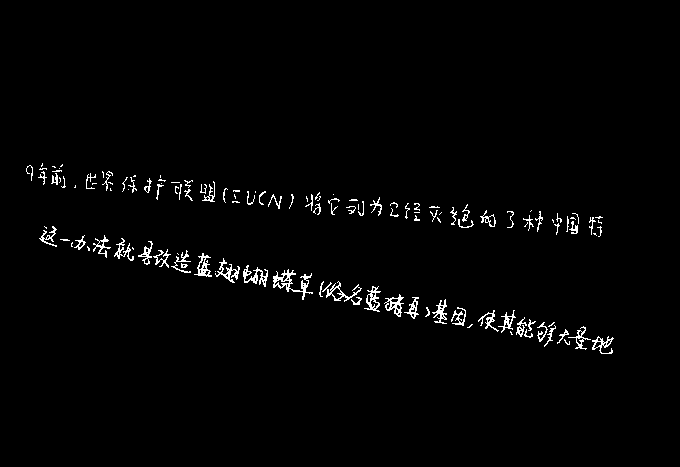 9年前，世界保护联盟(IUCN)将它列为已经灭绝的3种中国特
这一办法就是改造蓝翅蝴蝶草(俗名蓝猪耳)基因,使其能够大量地